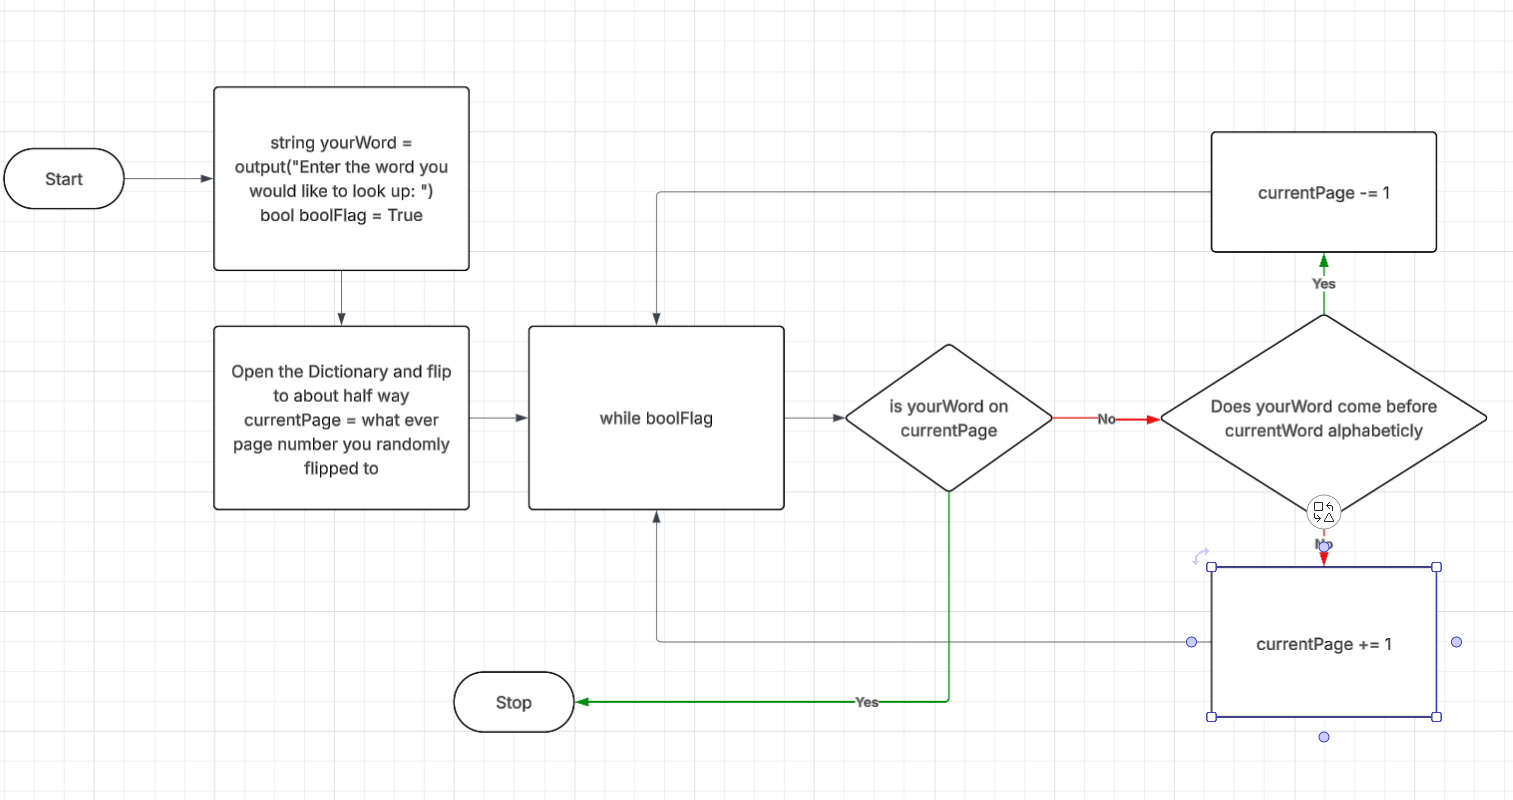 Start
string yourWord =
output("Enter the word you
would like to look up: ")
bool boolFlag = True
Open the Dictionary and flip
to about half way
currentPage = what ever
page number you randomly
flipped to
while boolFlag
is yourWord on
currentPage
No
Does yourWord come before
currentWord alphabeticly
Yes
currentPage -= 1
No
currentPage += 1
Yes
Stop